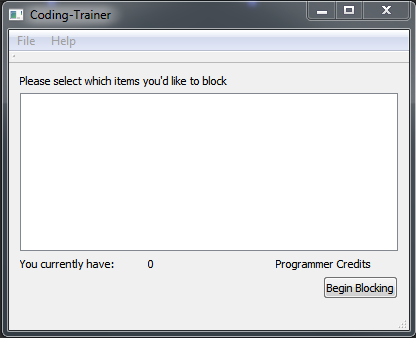 Coding-Trainer
File Help
Please select which items you'd like to block
You currently have: 0 Programmer Credits
Begin Blocking